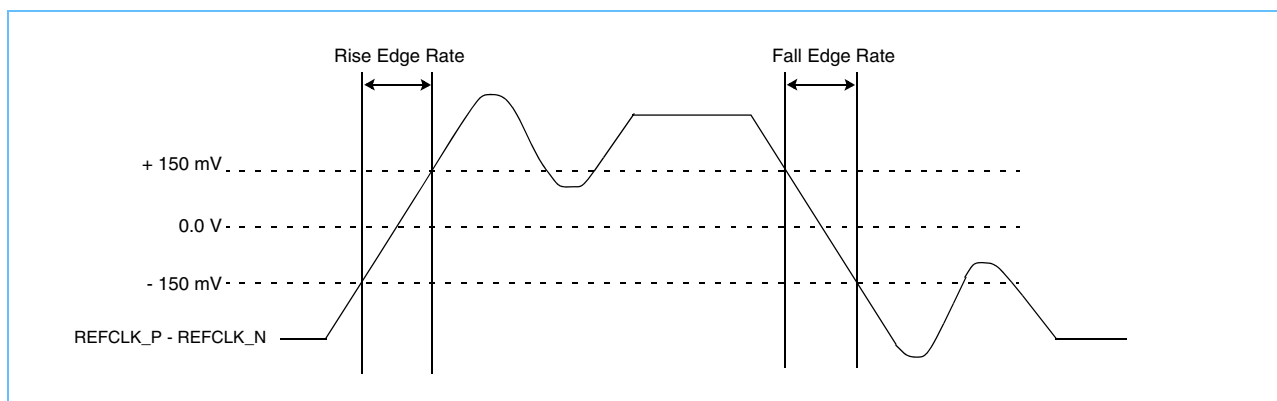 Rise Edge Rate
Fall Edge Rate
+ 150 mV
0.0 V
- 150 mV
REFCLK_P - REFCLK_N